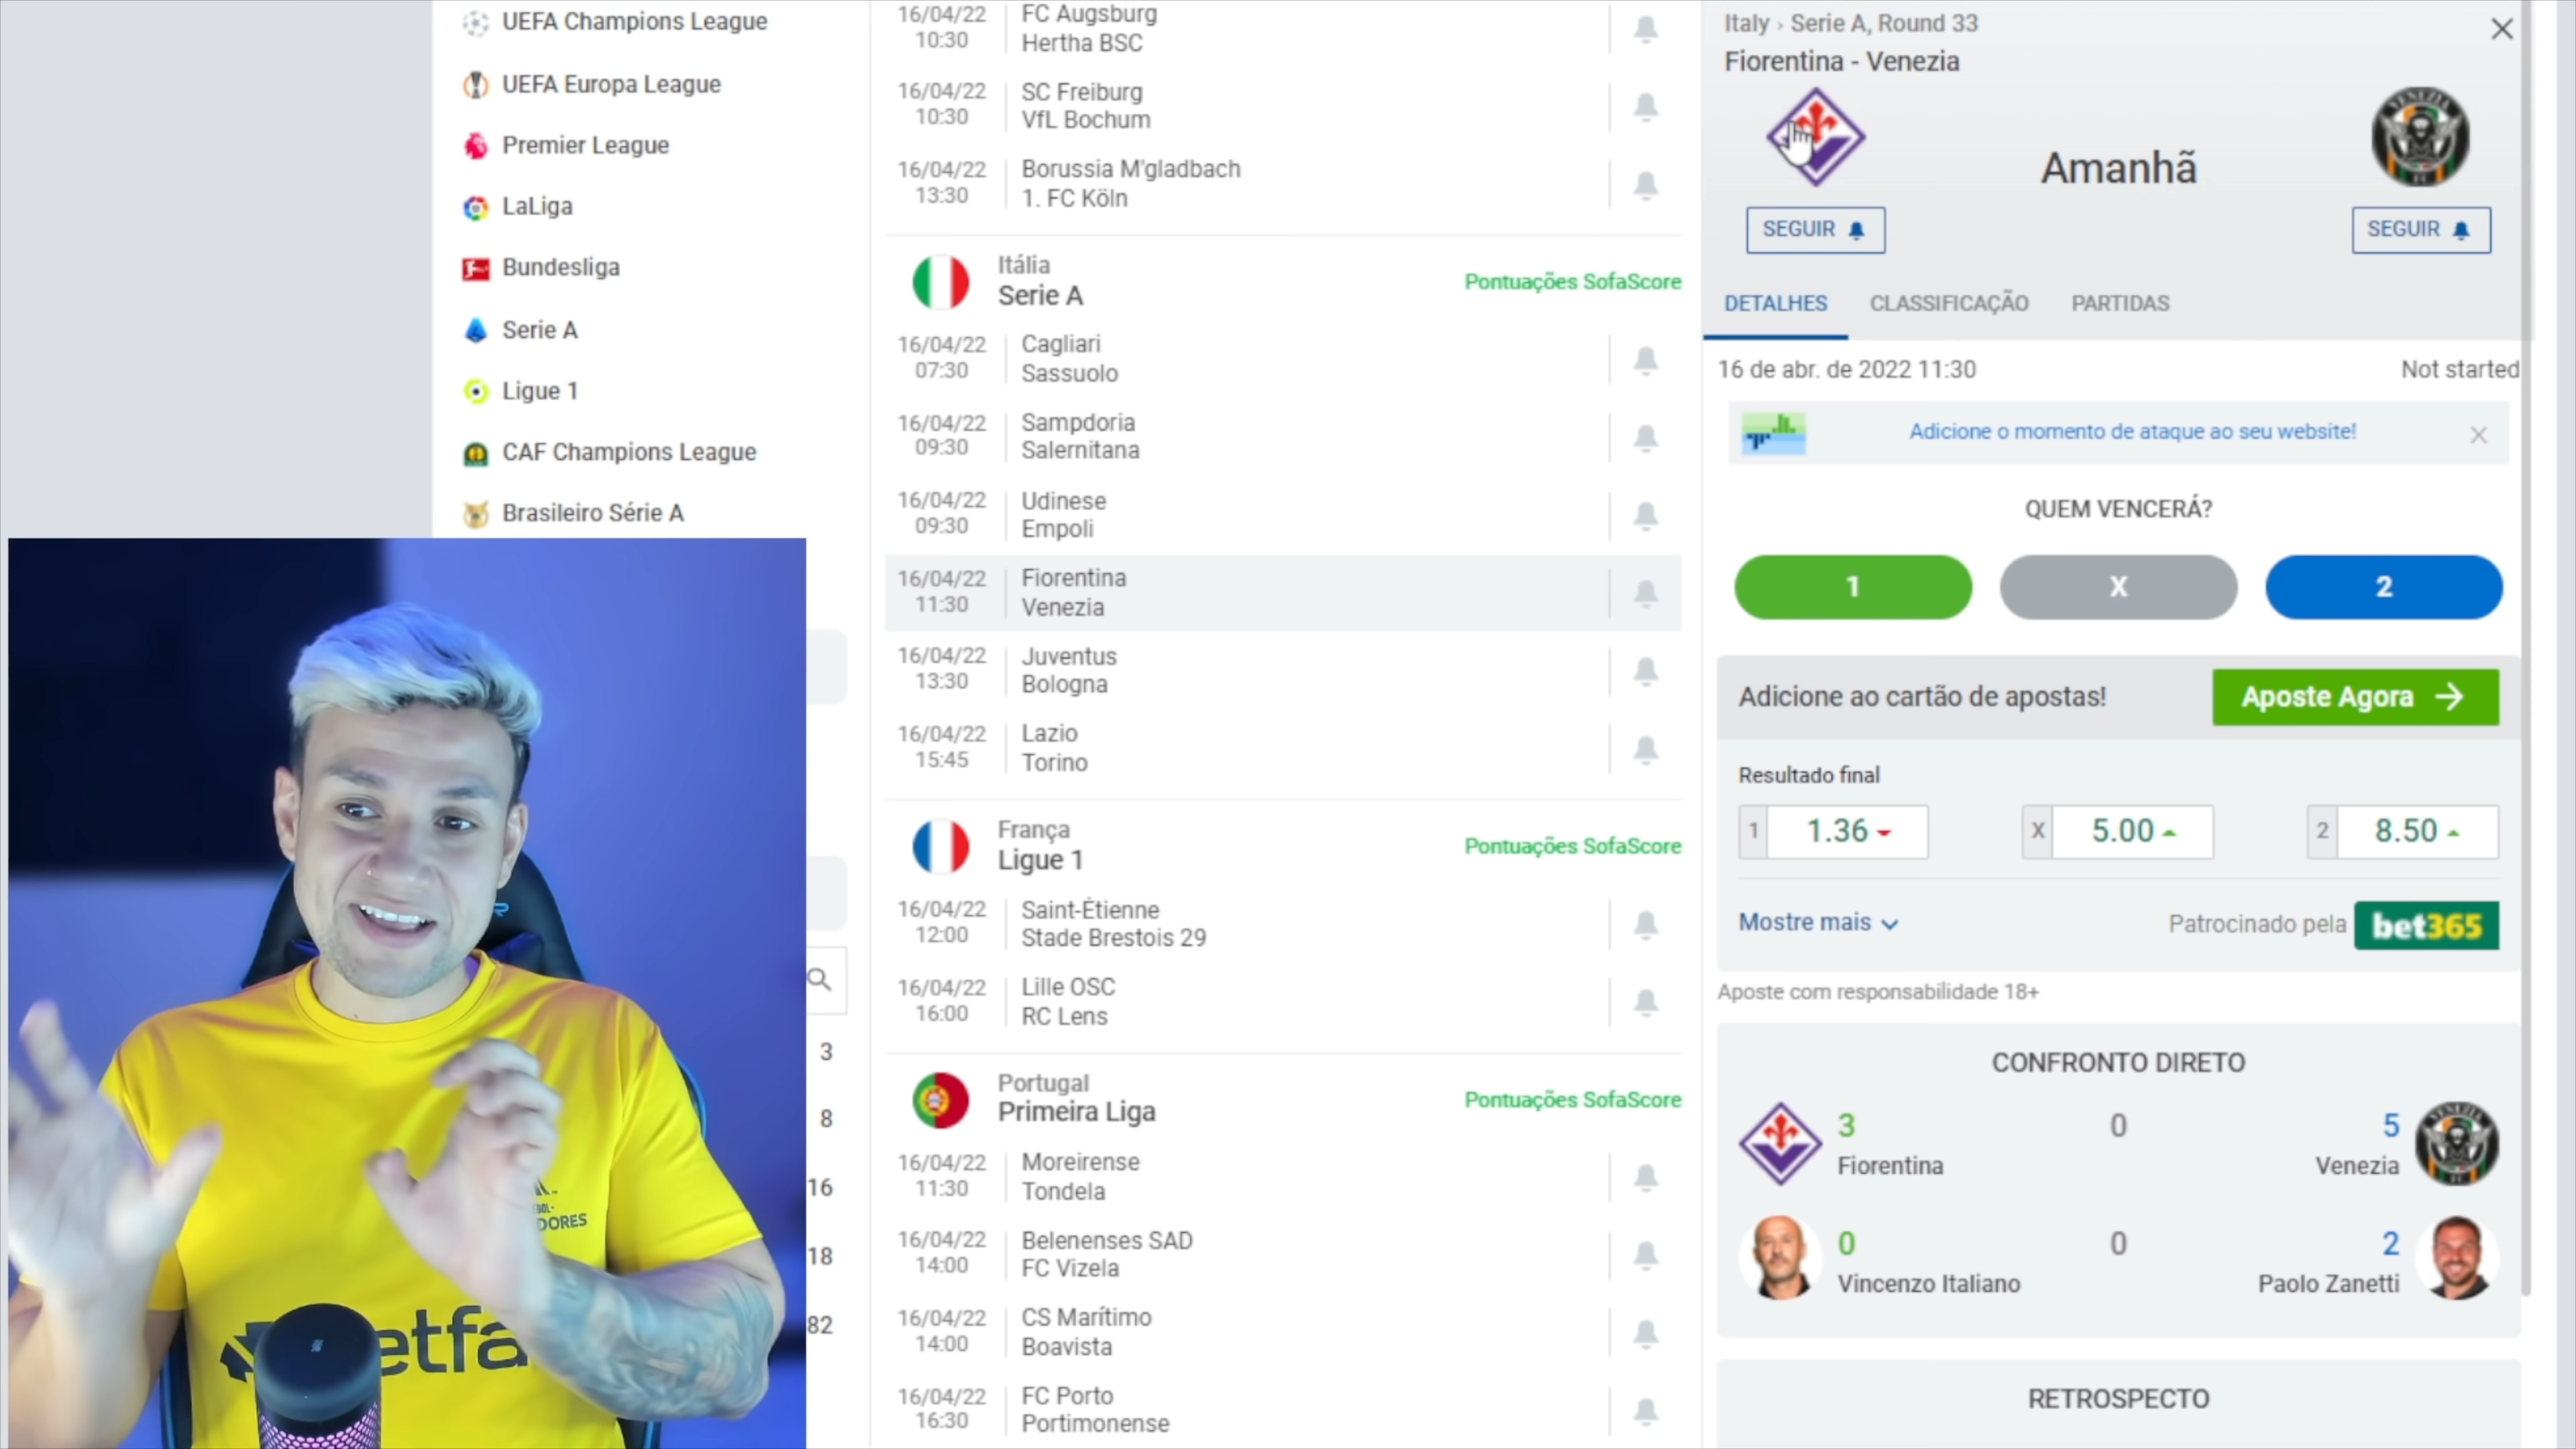 UEFA Champions League
UEFA Europa League
Premier League
LaLiga
Bundesliga
Serie A
Ligue 1
CAF Champions League
Brasileiro Série A
3
8
16
18
82
DORES
etfa
16/04/22 FC Augsburg
10:30 Hertha BSC
16/04/22 SC Freiburg
10:30 VfL Bochum
16/04/22 Borussia M'gladbach
13:30 1. FC Köln
Itália
Serie A
Pontuações SofaScore
16/04/22 Cagliari
07:30 Sassuolo
16/04/22 Sampdoria
09:30 Salernitana
16/04/22 Udinese
09:30 Empoli
16/04/22 Fiorentina
11:30 Venezia
16/04/22 Juventus
13:30 Bologna
16/04/22 Lazio
15:45 Torino
França
Ligue 1
Pontuações SofaScore
16/04/22 Saint-Étienne
12:00 Stade Brestois 29
16/04/22 Lille OSC
16:00 RC Lens
Portugal
Primeira Liga
Pontuações SofaScore
16/04/22 Moreirense
11:30 Tondela
16/04/22 Belenenses SAD
14:00 FC Vizela
16/04/22 CS Marítimo
14:00 Boavista
16/04/22 FC Porto
16:30 Portimonense
Italy › Serie A, Round 33
Fiorentina - Venezia
Amanhã
VENEZIA
FC
SEGUIR SEGUIR
DETALHES CLASSIFICAÇÃO PARTIDAS
16 de abr. de 2022 11:30 Not started
Adicione o momento de ataque ao seu website!
QUEM VENCERÁ?
1 X 2
Adicione ao cartão de apostas! Aposte Agora
Resultado final
1 1.36 X 5.00 2 8.50
Mostre mais Patrocinado pela bet365
Aposte com responsabilidade 18+
CONFRONTO DIRETO
3 0 5
Fiorentina Venezia
VENEZIA
0 0 2
Vincenzo Italiano Paolo Zanetti
RETROSPECTO